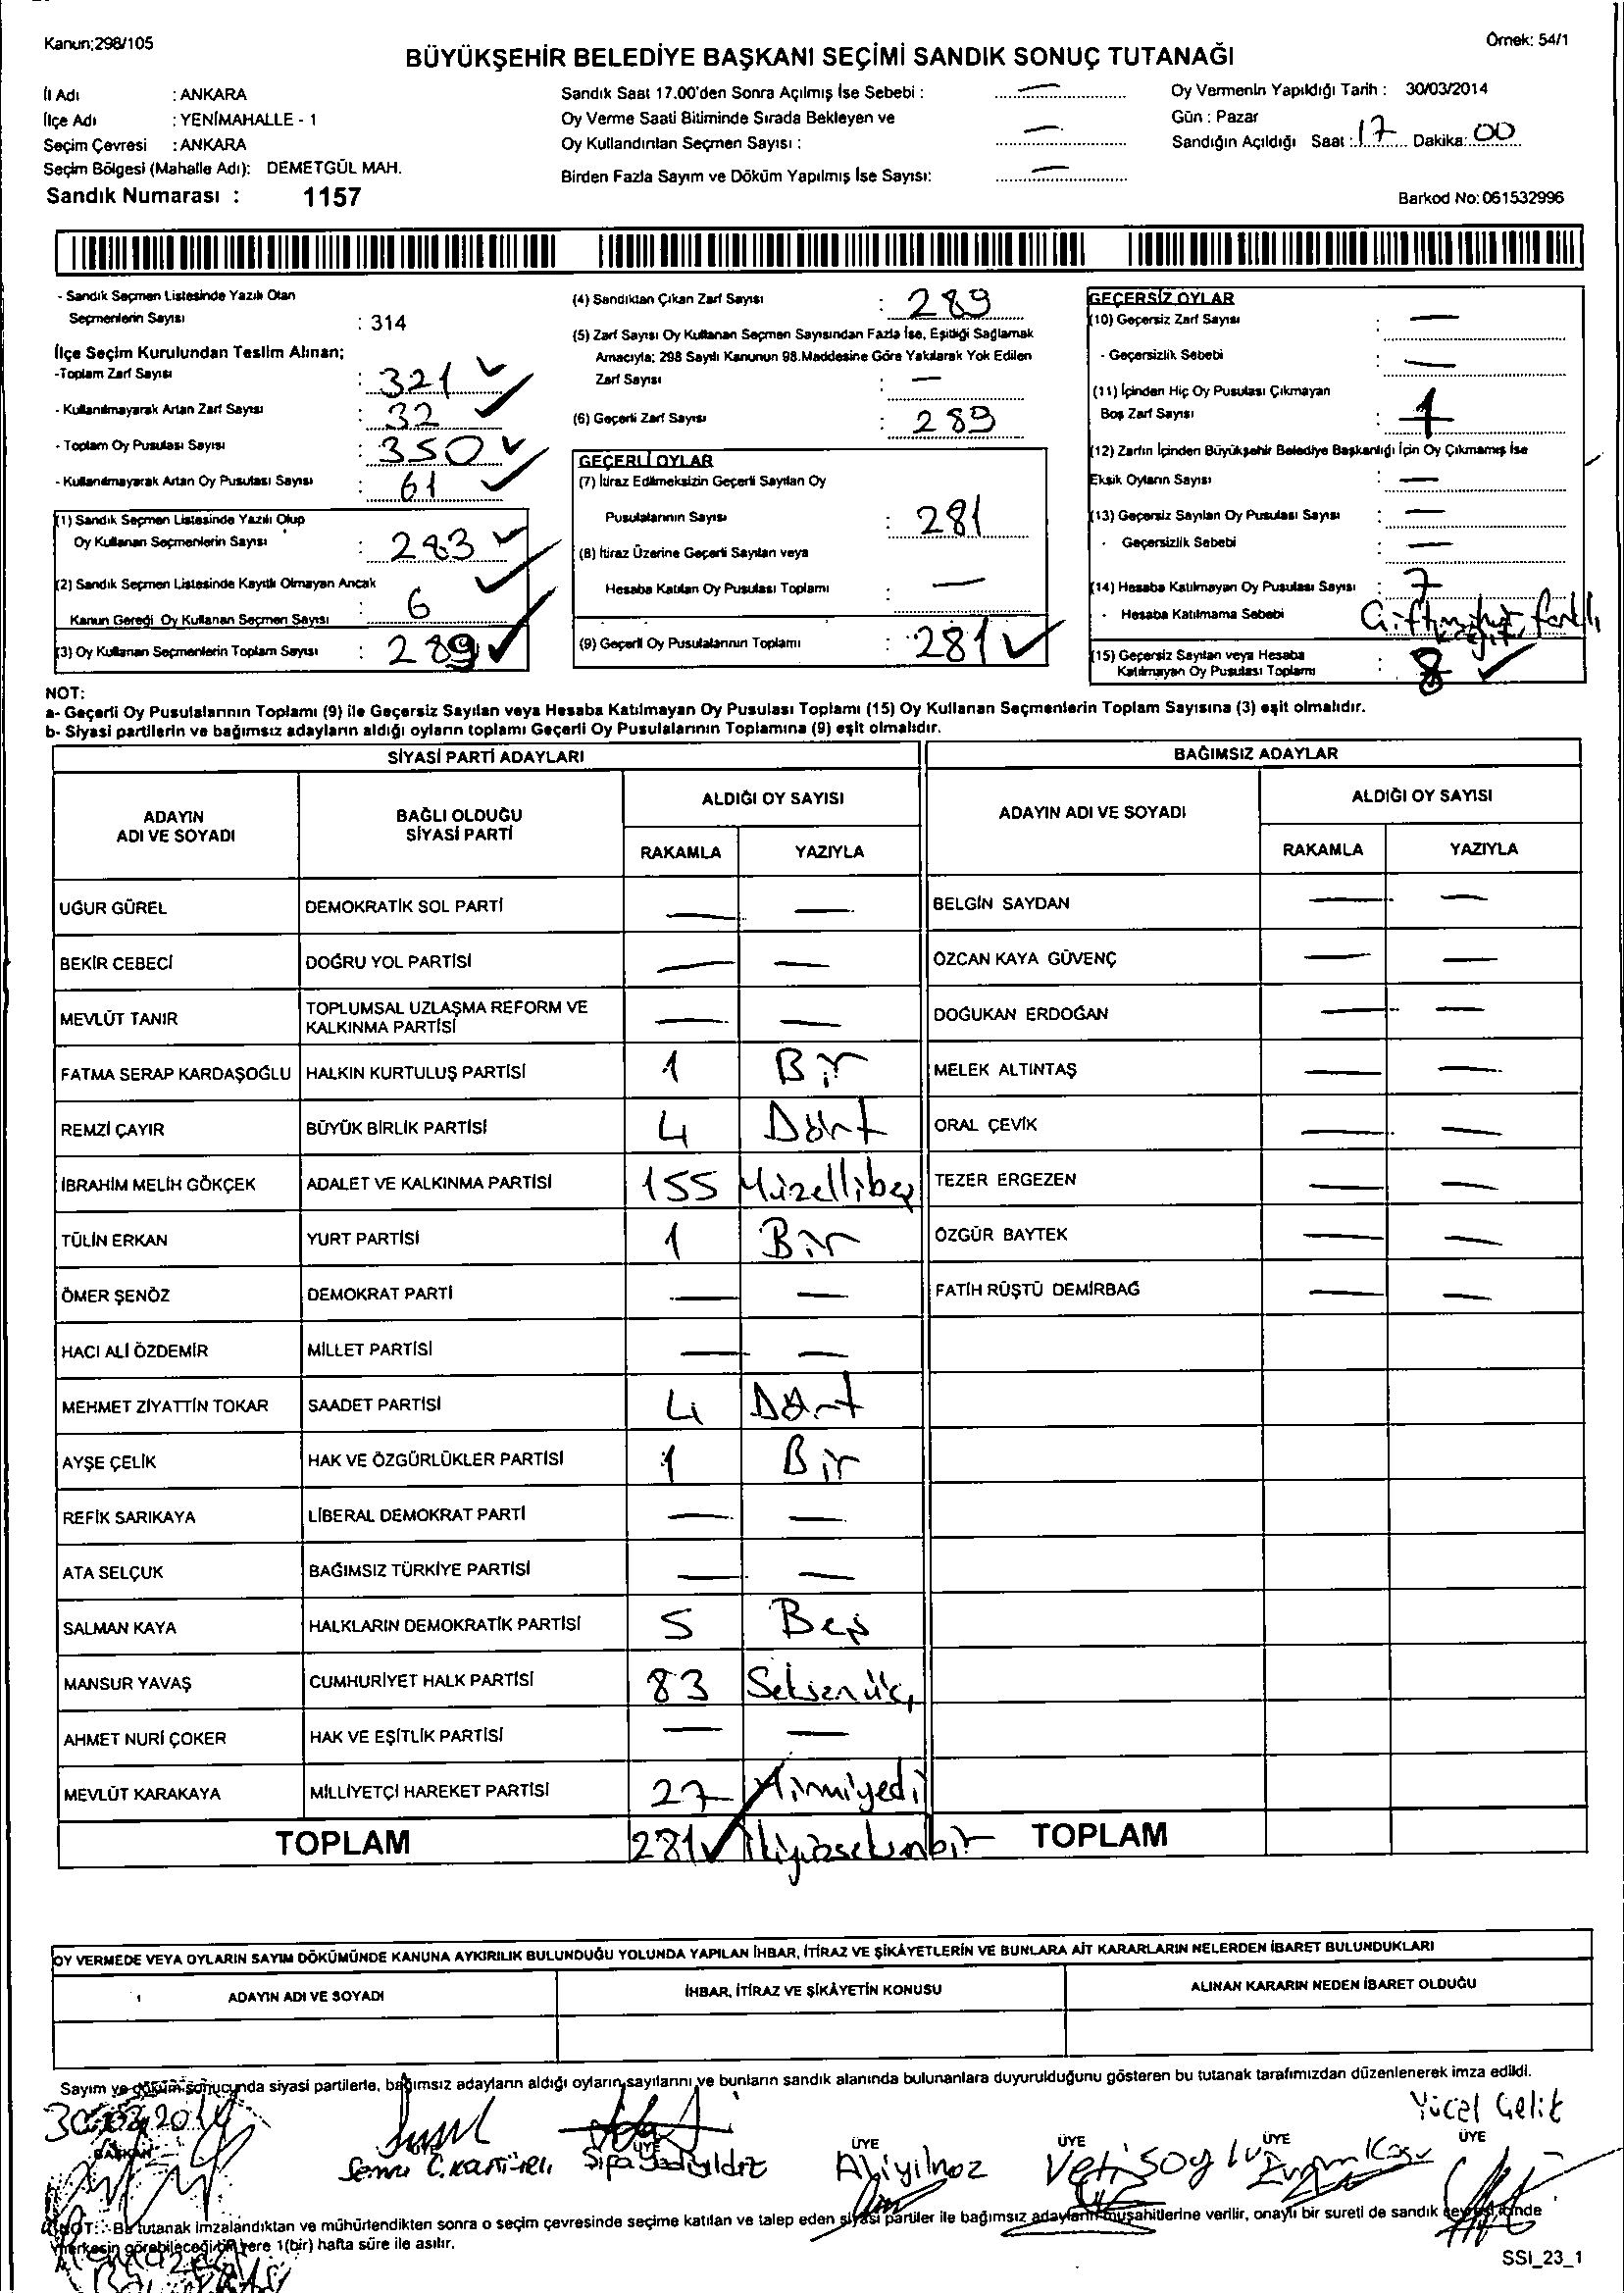 Kanun;298/105
Örnek: 54/1
BÜYÜKŞEHİR BELEDİYE BAŞKANI SEÇİMİ SANDIK SONUÇ TUTANAĞI
İl Adı : ANKARA
İlçe Adı : YENİMAHALLE - 1
Seçim Çevresi : ANKARA
Seçim Bölgesi (Mahalle Adı): DEMETGÜL MAH.
Sandık Numarası : 1157
Sandık Saat 17.00'den Sonra Açılmış İse Sebebi : —
Oy Verme Saati Bitiminde Sırada Bekleyen ve
Oy Kullandırılan Seçmen Sayısı : —
Birden Fazla Sayım ve Döküm Yapılmış İse Sayısı: —
Oy Vermenin Yapıldığı Tarih : 30/03/2014
Gün : Pazar
Sandığın Açıldığı Saat : 17 Dakika: 00
Barkod No: 061532996
- Sandık Seçmen Listesinde Yazılı Olan
Seçmenlerin Sayısı : 314
İlçe Seçim Kurulundan Teslim Alınan;
-Toplam Zarf Sayısı : 321
- Kullanılmayarak Artan Zarf Sayısı : 32
- Toplam Oy Pusulası Sayısı : 350
- Kullanılmayarak Artan Oy Pusulası Sayısı : 61
(1) Sandık Seçmen Listesinde Yazılı Olup
Oy Kullanan Seçmenlerin Sayısı : 283
(2) Sandık Seçmen Listesinde Kayıtlı Olmayan Ancak
Kanun Gereği Oy Kullanan Seçmen Sayısı : 6
(3) Oy Kullanan Seçmenlerin Toplam Sayısı : 289
(4) Sandıktan Çıkan Zarf Sayısı : 289
(5) Zarf Sayısı Oy Kullanan Seçmen Sayısından Fazla İse, Eşitliği Sağlamak
Amacıyla; 298 Sayılı Kanunun 98.Maddesine Göre Yakılarak Yok Edilen
Zarf Sayısı : —
(6) Geçerli Zarf Sayısı : 289
GEÇERLİ OYLAR
(7) İtiraz Edilmeksizin Geçerli Sayılan Oy
Pusulalarının Sayısı : 281
(8) İtiraz Üzerine Geçerli Sayılan veya
Hesaba Katılan Oy Pusulası Toplamı : —
(9) Geçerli Oy Pusulalarının Toplamı : 281
GEÇERSİZ OYLAR
(10) Geçersiz Zarf Sayısı : —
- Geçersizlik Sebebi : —
(11) İçinden Hiç Oy Pusulası Çıkmayan
Boş Zarf Sayısı : 1
(12) Zarfın İçinden Büyükşehir Belediye Başkanlığı İçin Oy Çıkmamış İse
Eksik Oyların Sayısı : —
(13) Geçersiz Sayılan Oy Pusulası Sayısı : —
- Geçersizlik Sebebi : —
(14) Hesaba Katılmayan Oy Pusulası Sayısı : 7
- Hesaba Katılmama Sebebi
(15) Geçersiz Sayılan veya Hesaba
Katılmayan Oy Pusulası Toplamı : 8
NOT:
a- Geçerli Oy Pusulalarının Toplamı (9) ile Geçersiz Sayılan veya Hesaba Katılmayan Oy Pusulası Toplamı (15) Oy Kullanan Seçmenlerin Toplam Sayısına (3) eşit olmalıdır.
b- Siyasi partilerin ve bağımsız adayların aldığı oyların toplamı Geçerli Oy Pusulalarının Toplamına (9) eşit olmalıdır.
SİYASİ PARTİ ADAYLARI
ADAYIN ADI VE SOYADI
BAĞLI OLDUĞU SİYASİ PARTİ
ALDIĞI OY SAYISI
RAKAMLA YAZIYLA
UĞUR GÜREL DEMOKRATİK SOL PARTİ — —
BEKİR CEBECİ DOĞRU YOL PARTİSİ — —
MEVLÜT TANIR TOPLUMSAL UZLAŞMA REFORM VE KALKINMA PARTİSİ — —
FATMA SERAP KARDAŞOĞLU HALKIN KURTULUŞ PARTİSİ 1 Bir
REMZİ ÇAYIR BÜYÜK BİRLİK PARTİSİ 4 Dört
İBRAHİM MELİH GÖKÇEK ADALET VE KALKINMA PARTİSİ 155 Yüzellibeş
TÜLİN ERKAN YURT PARTİSİ 1 Bir
ÖMER ŞENÖZ DEMOKRAT PARTİ — —
HACI ALİ ÖZDEMİR MİLLET PARTİSİ — —
MEHMET ZİYATTİN TOKAR SAADET PARTİSİ 4 Dört
AYŞE ÇELİK HAK VE ÖZGÜRLÜKLER PARTİSİ 1 Bir
REFİK SARIKAYA LİBERAL DEMOKRAT PARTİ — —
ATA SELÇUK BAĞIMSIZ TÜRKİYE PARTİSİ — —
SALMAN KAYA HALKLARIN DEMOKRATİK PARTİSİ 5 Beş
MANSUR YAVAŞ CUMHURİYET HALK PARTİSİ 83 Seksenüç
AHMET NURİ ÇOKER HAK VE EŞİTLİK PARTİSİ — —
MEVLÜT KARAKAYA MİLLİYETÇİ HAREKET PARTİSİ 27 Yirmiyedi
TOPLAM 281 İkiyüzseksenbir
BAĞIMSIZ ADAYLAR
ADAYIN ADI VE SOYADI
ALDIĞI OY SAYISI
RAKAMLA YAZIYLA
BELGİN SAYDAN — —
ÖZCAN KAYA GÜVENÇ — —
DOĞUKAN ERDOĞAN — —
MELEK ALTINTAŞ — —
ORAL ÇEVİK — —
TEZER ERGEZEN — —
ÖZGÜR BAYTEK — —
FATİH RÜŞTÜ DEMİRBAĞ — —
TOPLAM
OY VERMEDE VEYA OYLARIN SAYIM DÖKÜMÜNDE KANUNA AYKIRILIK BULUNDUĞU YOLUNDA YAPILAN İHBAR, İTİRAZ VE ŞİKÂYETLERİN VE BUNLARA AİT KARARLARIN NELERDEN İBARET BULUNDUKLARI
ADAYIN ADI VE SOYADI
İHBAR, İTİRAZ VE ŞİKÂYETİN KONUSU
ALINAN KARARIN NEDEN İBARET OLDUĞU
Sayım ve döküm sonucunda siyasi partilerle, bağımsız adayların aldığı oyların sayılarını ve bunların sandık alanında bulunanlara duyurulduğunu gösteren bu tutanak tarafımızdan düzenlenerek imza edildi.
30.03.2014
Yücel Çelik
BAŞKAN ÜYE ÜYE ÜYE ÜYE ÜYE ÜYE
Ali yılmaz
NOT: Bu tutanak imzalandıktan ve mühürlendikten sonra o seçim çevresinde seçime katılan ve talep eden siyasi partiler ile bağımsız adayların müşahitlerine verilir, onaylı bir sureti de sandık çevresi içinde
herkesin görebileceği bir yere 1(bir) hafta süre ile asılır.
SSI_23_1